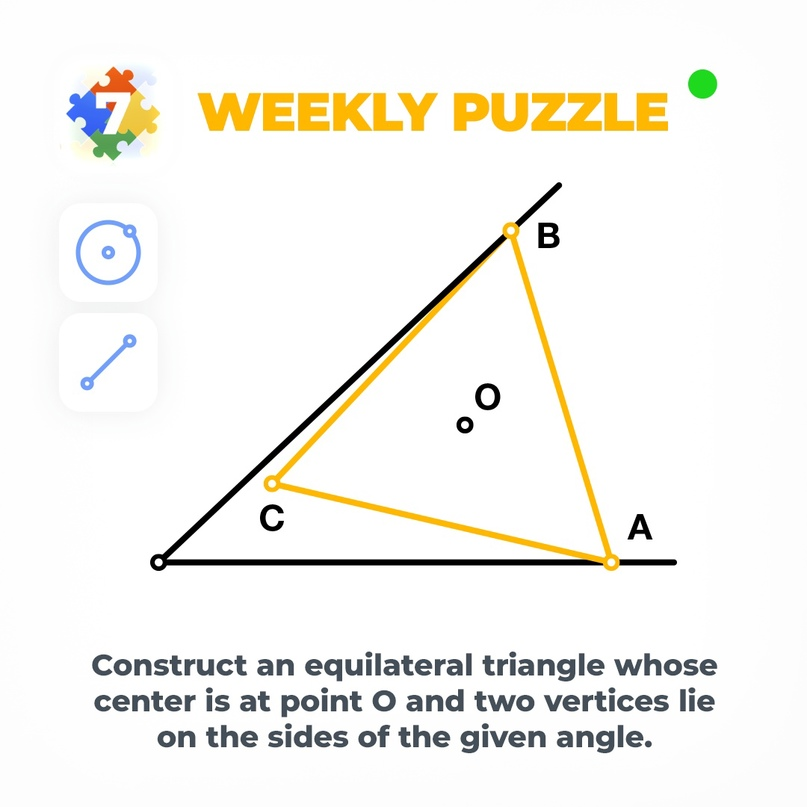 7
WEEKLY PUZZLE
B
O
C
A
Construct an equilateral triangle whose
center is at point O and two vertices lie
on the sides of the given angle.